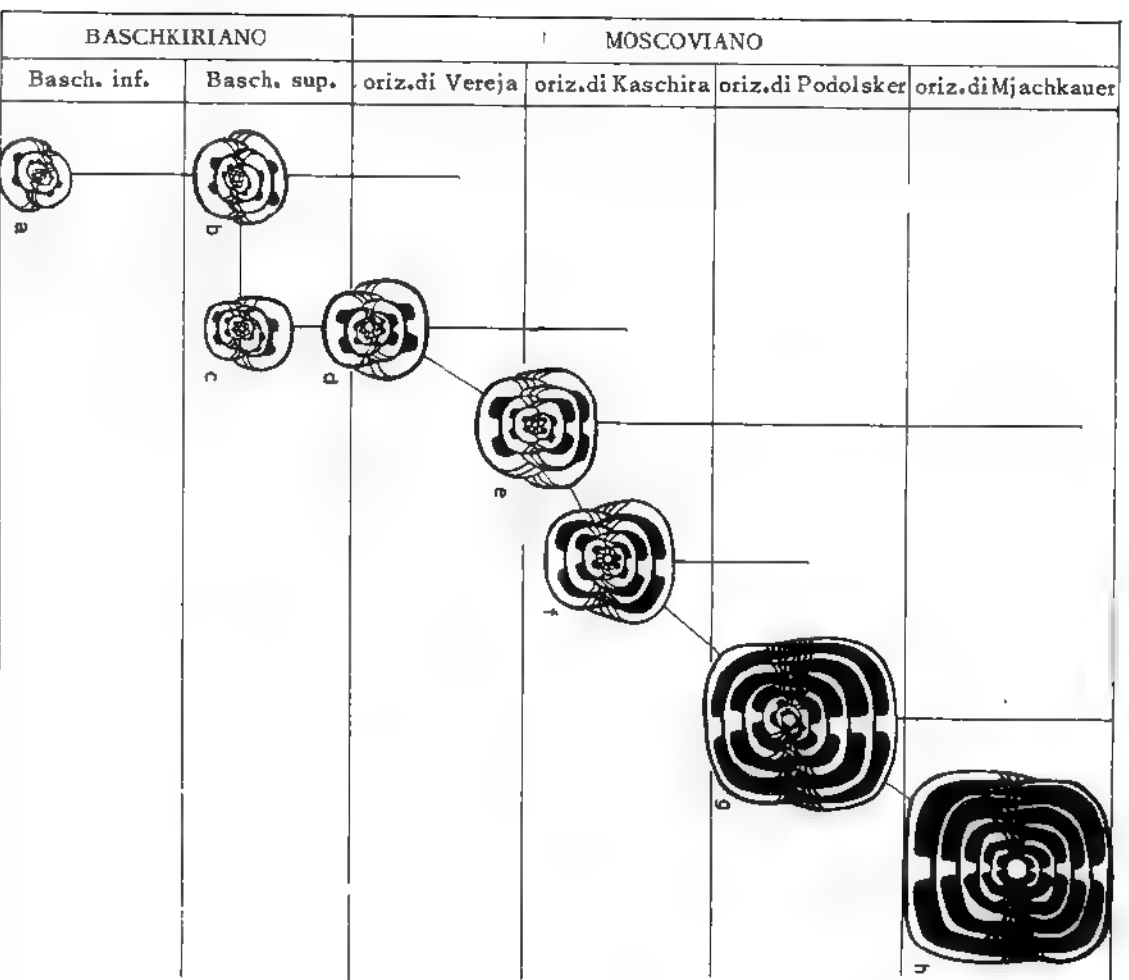 BASCHKIRIANO MOSCOVIANO
Basch. inf. Basch. sup. oriz.di Vereja oriz.di Kaschira oriz.di Podolsker oriz.di Mjachkauer
a
b
c
d
e
f
g
h